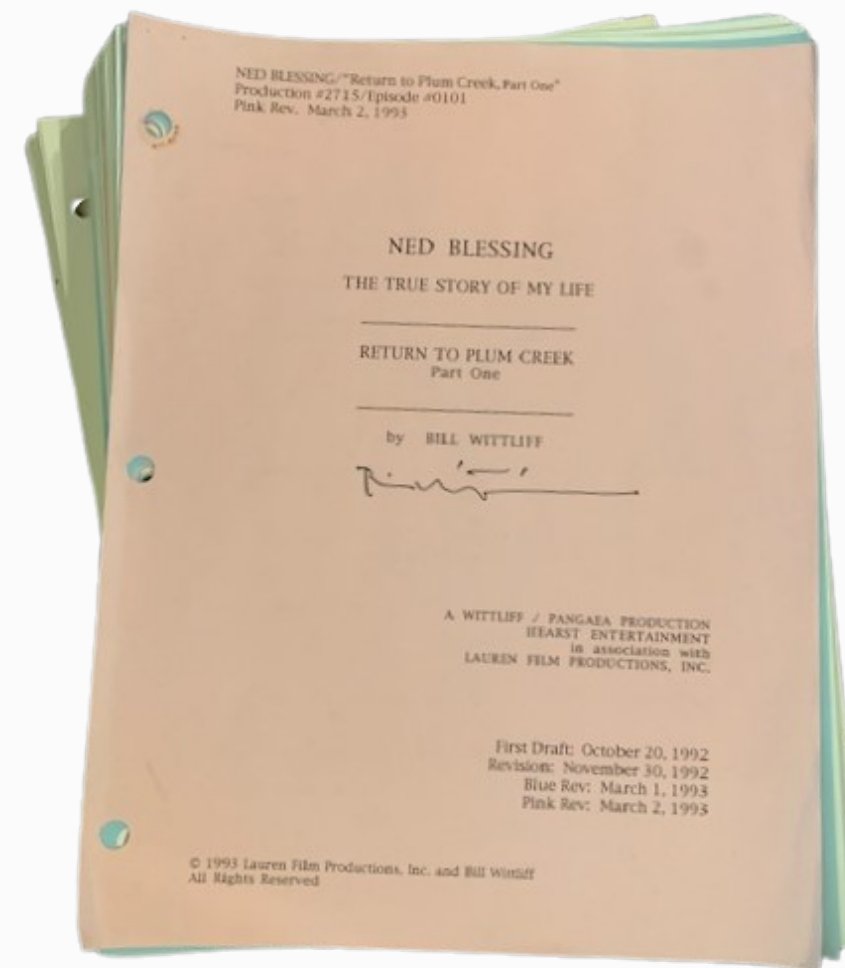 NED BLESSING/"Return to Plum Creek, Part One"
Production #2715/Episode #0101
Pink Rev. March 2, 1993
NED BLESSING
THE TRUE STORY OF MY LIFE
RETURN TO PLUM CREEK
Part One
by BILL WITTLIFF
A WITTLIFF / PANGAEA PRODUCTION
HEARST ENTERTAINMENT
in association with
LAUREN FILM PRODUCTIONS, INC.
First Draft: October 20, 1992
Revision: November 30, 1992
Blue Rev: March 1, 1993
Pink Rev: March 2, 1993
© 1993 Lauren Film Productions, Inc. and Bill Wittliff
All Rights Reserved